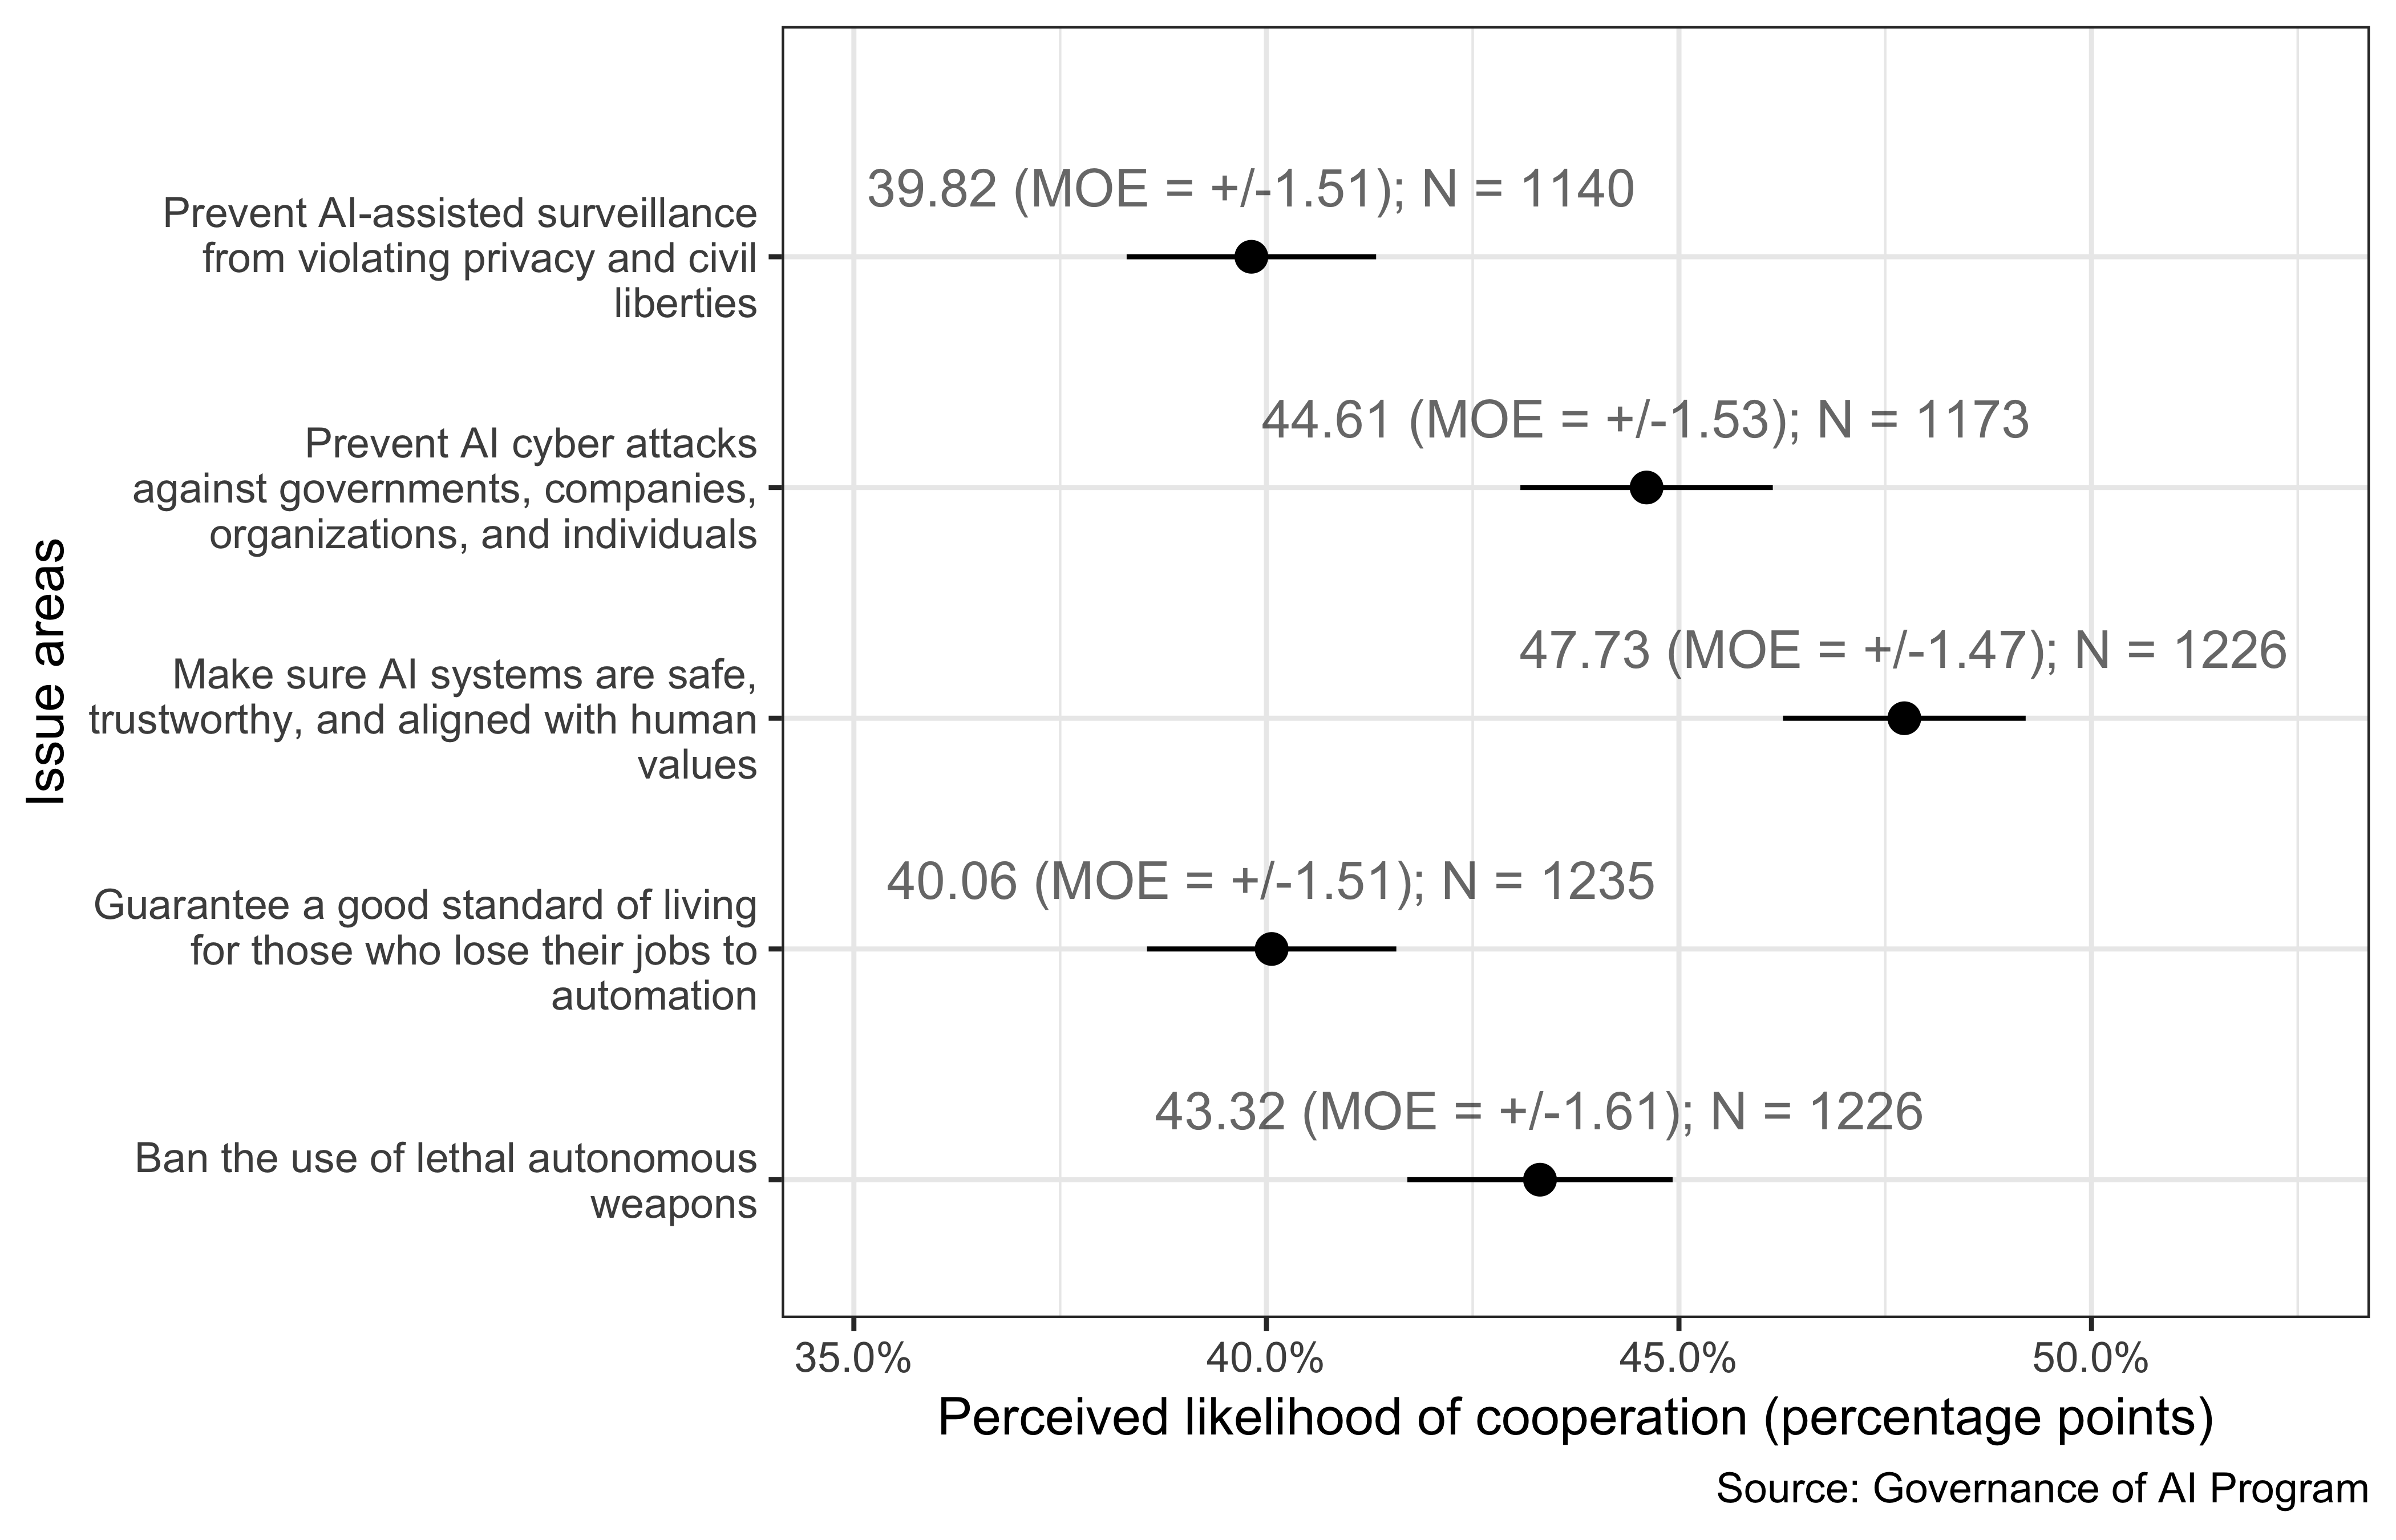 39.82 (MOE = +/-1.51); N = 1140
Prevent AI-assisted surveillance
from violating privacy and civil
liberties
44.61 (MOE = +/-1.53); N = 1173
Prevent AI cyber attacks
against governments, companies,
organizations, and individuals
Issue areas
47.73 (MOE = +/-1.47); N = 1226
Make sure AI systems are safe,
trustworthy, and aligned with human
values
40.06 (MOE = +/-1.51); N = 1235
Guarantee a good standard of living
for those who lose their jobs to
automation
43.32 (MOE = +/-1.61); N = 1226
Ban the use of lethal autonomous
weapons
35.0% 40.0% 45.0% 50.0%
Perceived likelihood of cooperation (percentage points)
Source: Governance of AI Program